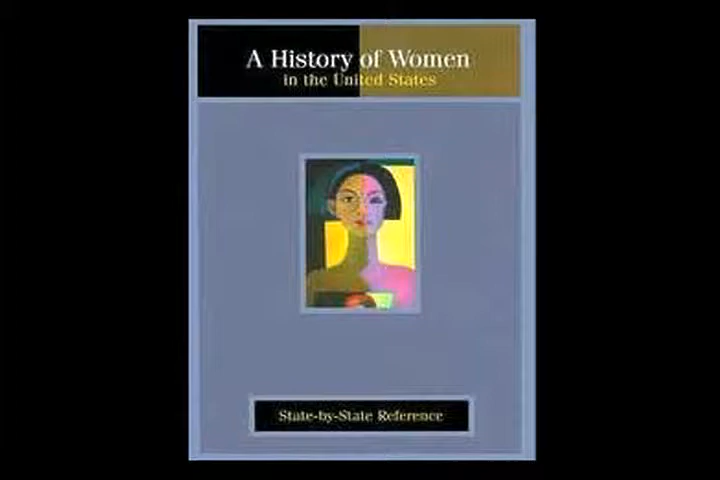 A History of Women
in the United States
State-by-State Reference